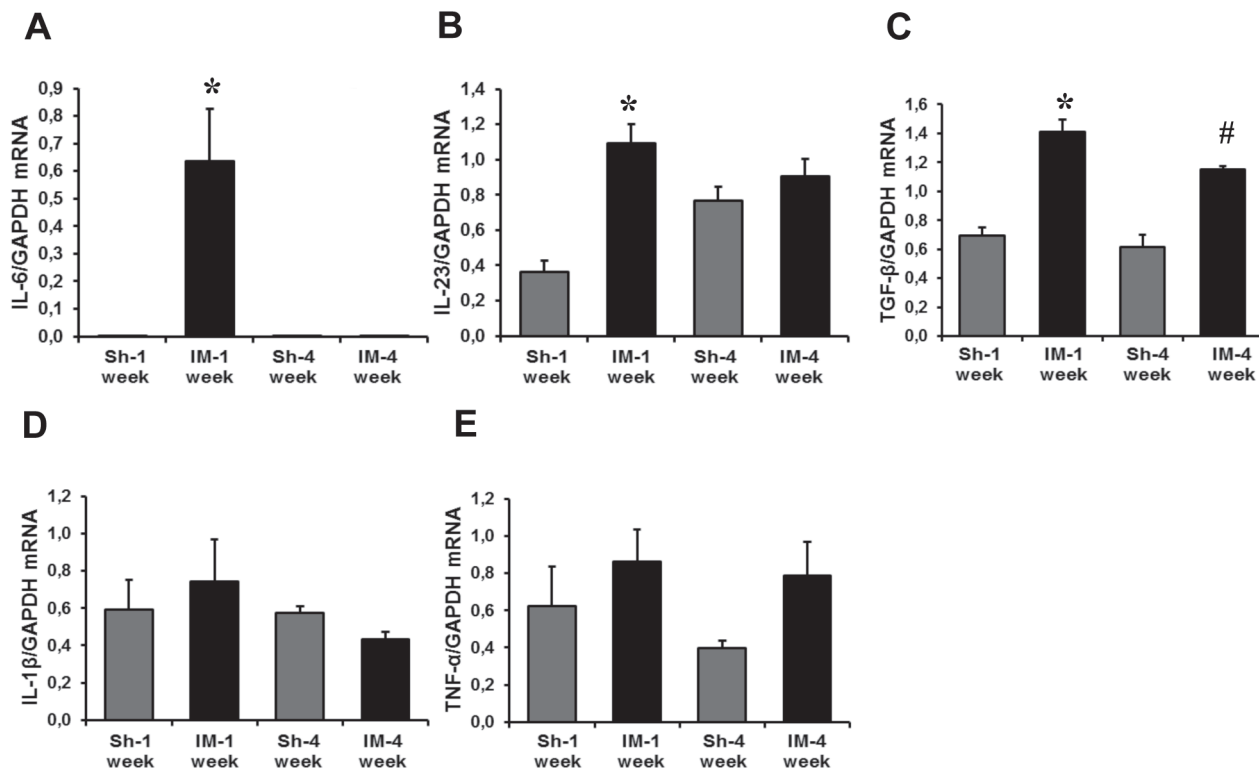 A
IL-6/GAPDH mRNA
0,9
0,8
0,7
0,6
0,5
0,4
0,3
0,2
0,1
0,0
*
Sh-1 IM-1 Sh-4 IM-4
week week week week
B
IL-23/GAPDH mRNA
1,4
1,2
1,0
0,8
0,6
0,4
0,2
0,0
*
Sh-1 IM-1 Sh-4 IM-4
week week week week
C
TGF-β/GAPDH mRNA
1,6
1,4
1,2
1,0
0,8
0,6
0,4
0,2
0,0
*
#
Sh-1 IM-1 Sh-4 IM-4
week week week week
D
IL-1β/GAPDH mRNA
1,2
1,0
0,8
0,6
0,4
0,2
0,0
Sh-1 IM-1 Sh-4 IM-4
week week week week
E
TNF-α/GAPDH mRNA
1,2
1,0
0,8
0,6
0,4
0,2
0,0
Sh-1 IM-1 Sh-4 IM-4
week week week week